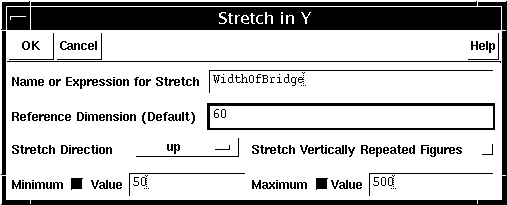 Stretch in Y
OK Cancel Help
Name or Expression for Stretch WidthOfBridge
Reference Dimension (Default) 60
Stretch Direction up Stretch Vertically Repeated Figures
Minimum Value 50 Maximum Value 500